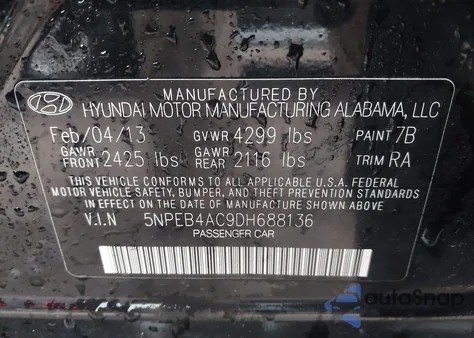 MANUFACTURED BY
HYUNDAI MOTOR MANUFACTURING ALABAMA, LLC
Feb/04/13 GVWR 4299 lbs PAINT 7B
GAWR FRONT 2425 lbs GAWR REAR 2116 lbs TRIM RA
THIS VEHICLE CONFORMS TO ALL APPLICABLE U.S.A. FEDERAL
MOTOR VEHICLE SAFETY, BUMPER, AND THEFT PREVENTION STANDARDS
IN EFFECT ON THE DATE OF MANUFACTURE SHOWN ABOVE
V.I.N 5NPEB4AC9DH688136
PASSENGER CAR
autoSnap